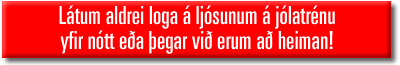 Látum aldrei loga á ljósunum á jólatrénu
yfir nótt eða þegar við erum að heiman!